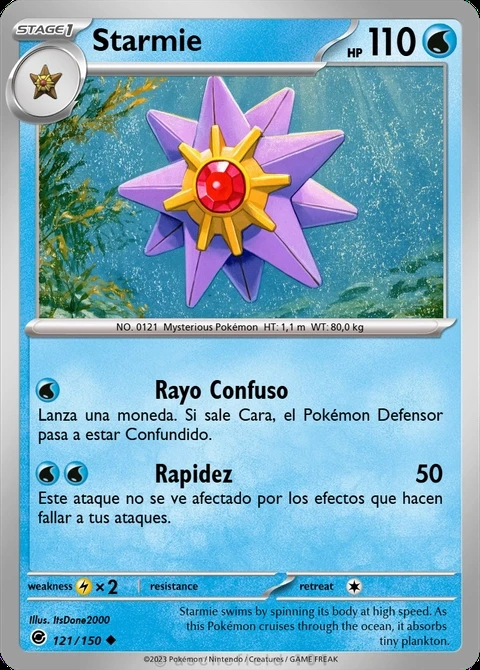 STAGE1
Starmie
HP 110
NO. 0121 Mysterious Pokémon HT: 1,1 m WT: 80,0 kg
Rayo Confuso
Lanza una moneda. Si sale Cara, el Pokémon Defensor
pasa a estar Confundido.
Rapidez 50
Este ataque no se ve afectado por los efectos que hacen
fallar a tus ataques.
weakness ×2 resistance retreat
Illus. ItsDone2000
Starmie swims by spinning its body at high speed. As
this Pokémon cruises through the ocean, it absorbs
tiny plankton.
121/150
©2023 Pokémon / Nintendo / Creatures / GAME FREAK